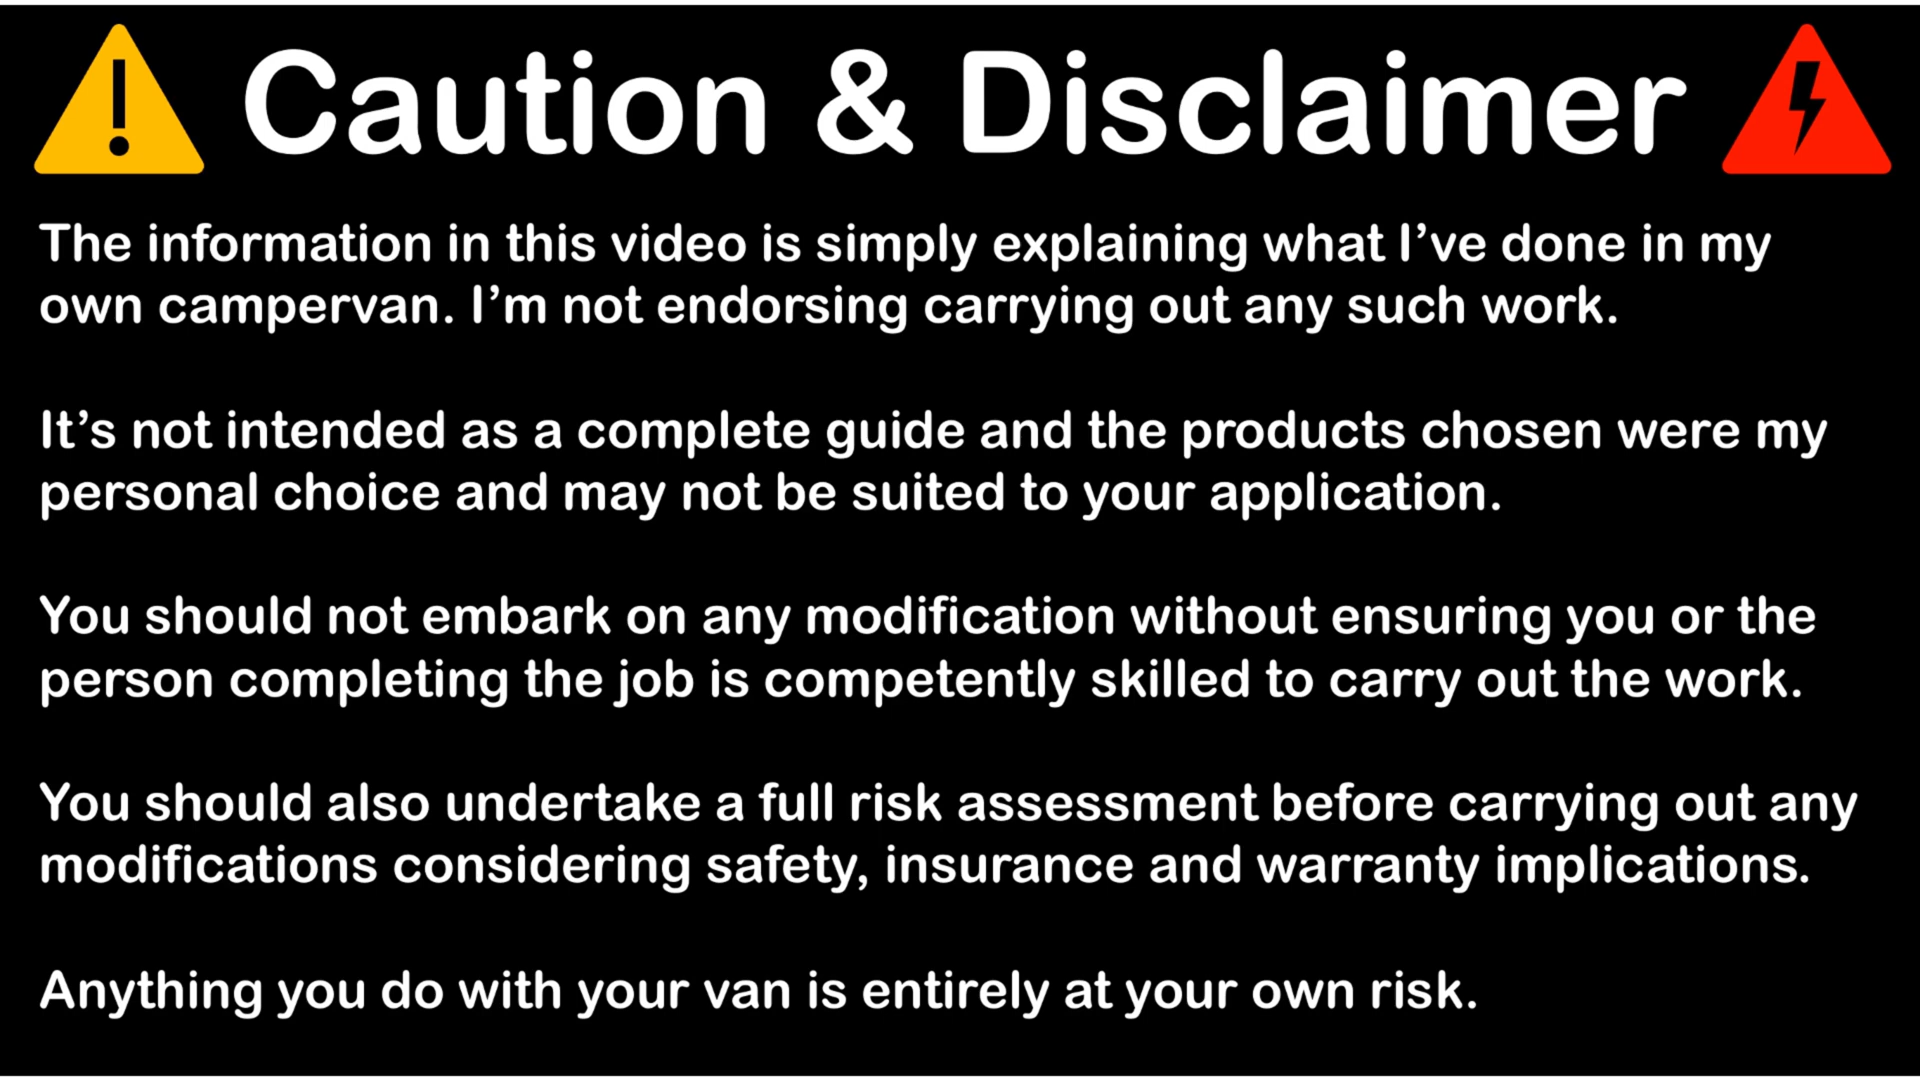 Caution & Disclaimer
The information in this video is simply explaining what I’ve done in my
own campervan. I’m not endorsing carrying out any such work.
It’s not intended as a complete guide and the products chosen were my
personal choice and may not be suited to your application.
You should not embark on any modification without ensuring you or the
person completing the job is competently skilled to carry out the work.
You should also undertake a full risk assessment before carrying out any
modifications considering safety, insurance and warranty implications.
Anything you do with your van is entirely at your own risk.